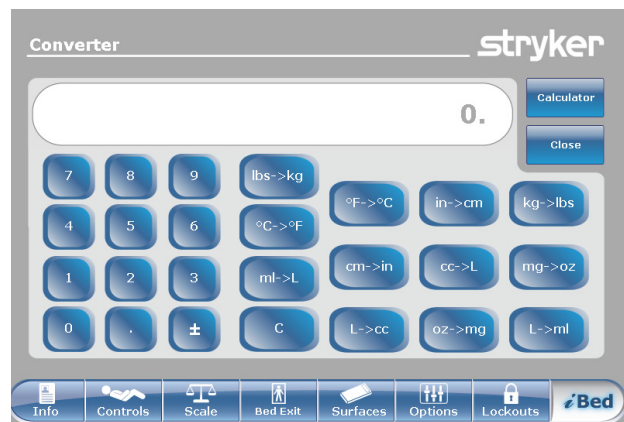 Converter
stryker
0.
Calculator
Close
7 8 9 lbs->kg
°F->°C in->cm kg->lbs
4 5 6 °C->°F
1 2 3 ml->L
cm->in cc->L mg->oz
0 . ± C L->cc oz->mg L->ml
Info Controls Scale Bed Exit Surfaces Options Lockouts iBed